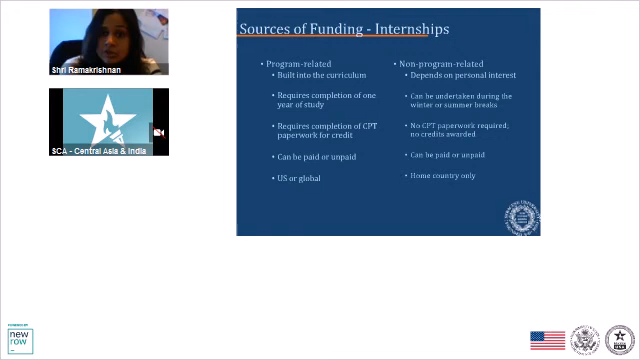 Shri Ramakrishnan
SCA - Central Asia & India
Sources of Funding - Internships
• Program-related
• Built into the curriculum
• Requires completion of one
year of study
• Requires completion of CPT
paperwork for credit
• Can be paid or unpaid
• US or global
• Non-program-related
• Depends on personal interest
• Can be undertaken during the
winter or summer breaks
• No CPT paperwork required;
no credits awarded
• Can be paid or unpaid
• Home country only
POWERED BY
new
row_